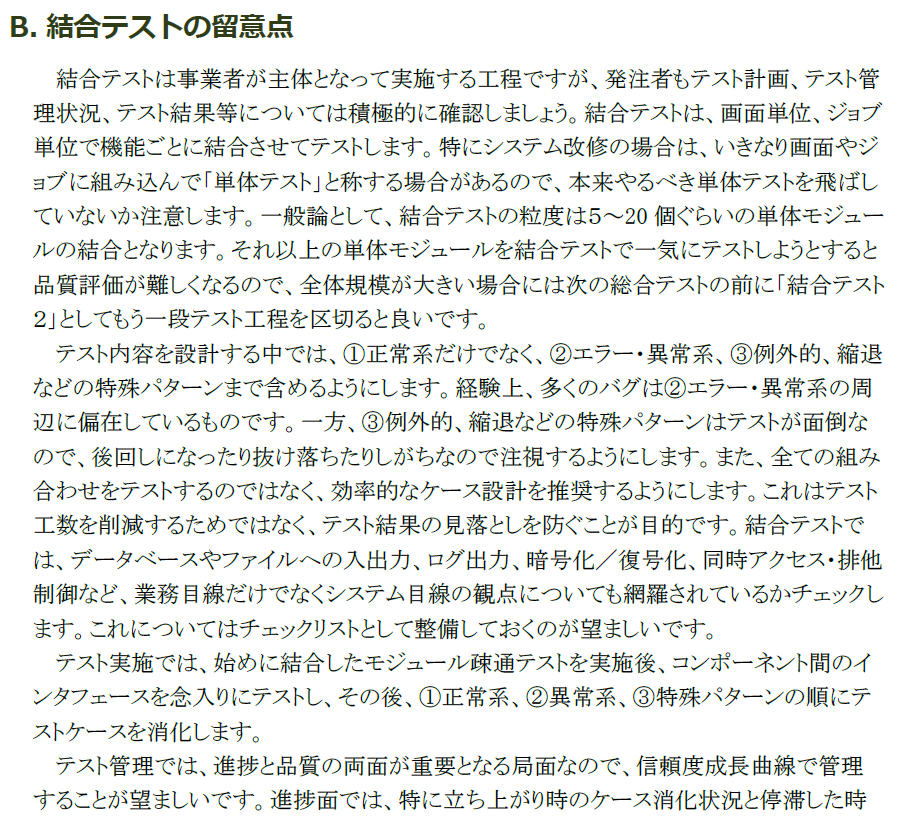 B. 結合テストの留意点
結合テストは事業者が主体となって実施する工程ですが、発注者もテスト計画、テスト管
理状況、テスト結果等については積極的に確認しましょう。結合テストは、画面単位、ジョブ
単位で機能ごとに結合させてテストします。特にシステム改修の場合は、いきなり画面やジ
ョブに組み込んで「単体テスト」と称する場合があるので、本来やるべき単体テストを飛ばし
ていないか注意します。一般論として、結合テストの粒度は５～20 個ぐらいの単体モジュー
ルの結合となります。それ以上の単体モジュールを結合テストで一気にテストしようとすると
品質評価が難しくなるので、全体規模が大きい場合には次の総合テストの前に「結合テスト
２」としてもう一段テスト工程を区切ると良いです。
テスト内容を設計する中では、①正常系だけでなく、②エラー・異常系、③例外的、縮退
などの特殊パターンまで含めるようにします。経験上、多くのバグは②エラー・異常系の周
辺に偏在しているものです。一方、③例外的、縮退などの特殊パターンはテストが面倒な
ので、後回しになったり抜け落ちたりしがちなので注視するようにします。また、全ての組み
合わせをテストするのではなく、効率的なケース設計を推奨するようにします。これはテスト
工数を削減するためではなく、テスト結果の見落としを防ぐことが目的です。結合テストで
は、データベースやファイルへの入出力、ログ出力、暗号化／復号化、同時アクセス・排他
制御など、業務目線だけでなくシステム目線の観点についても網羅されているかチェックし
ます。これについてはチェックリストとして整備しておくのが望ましいです。
テスト実施では、始めに結合したモジュール疎通テストを実施後、コンポーネント間のイ
ンタフェースを念入りにテストし、その後、①正常系、②異常系、③特殊パターンの順にテ
ストケースを消化します。
テスト管理では、進捗と品質の両面が重要となる局面なので、信頼度成長曲線で管理
することが望ましいです。進捗面では、特に立ち上がり時のケース消化状況と停滞した時